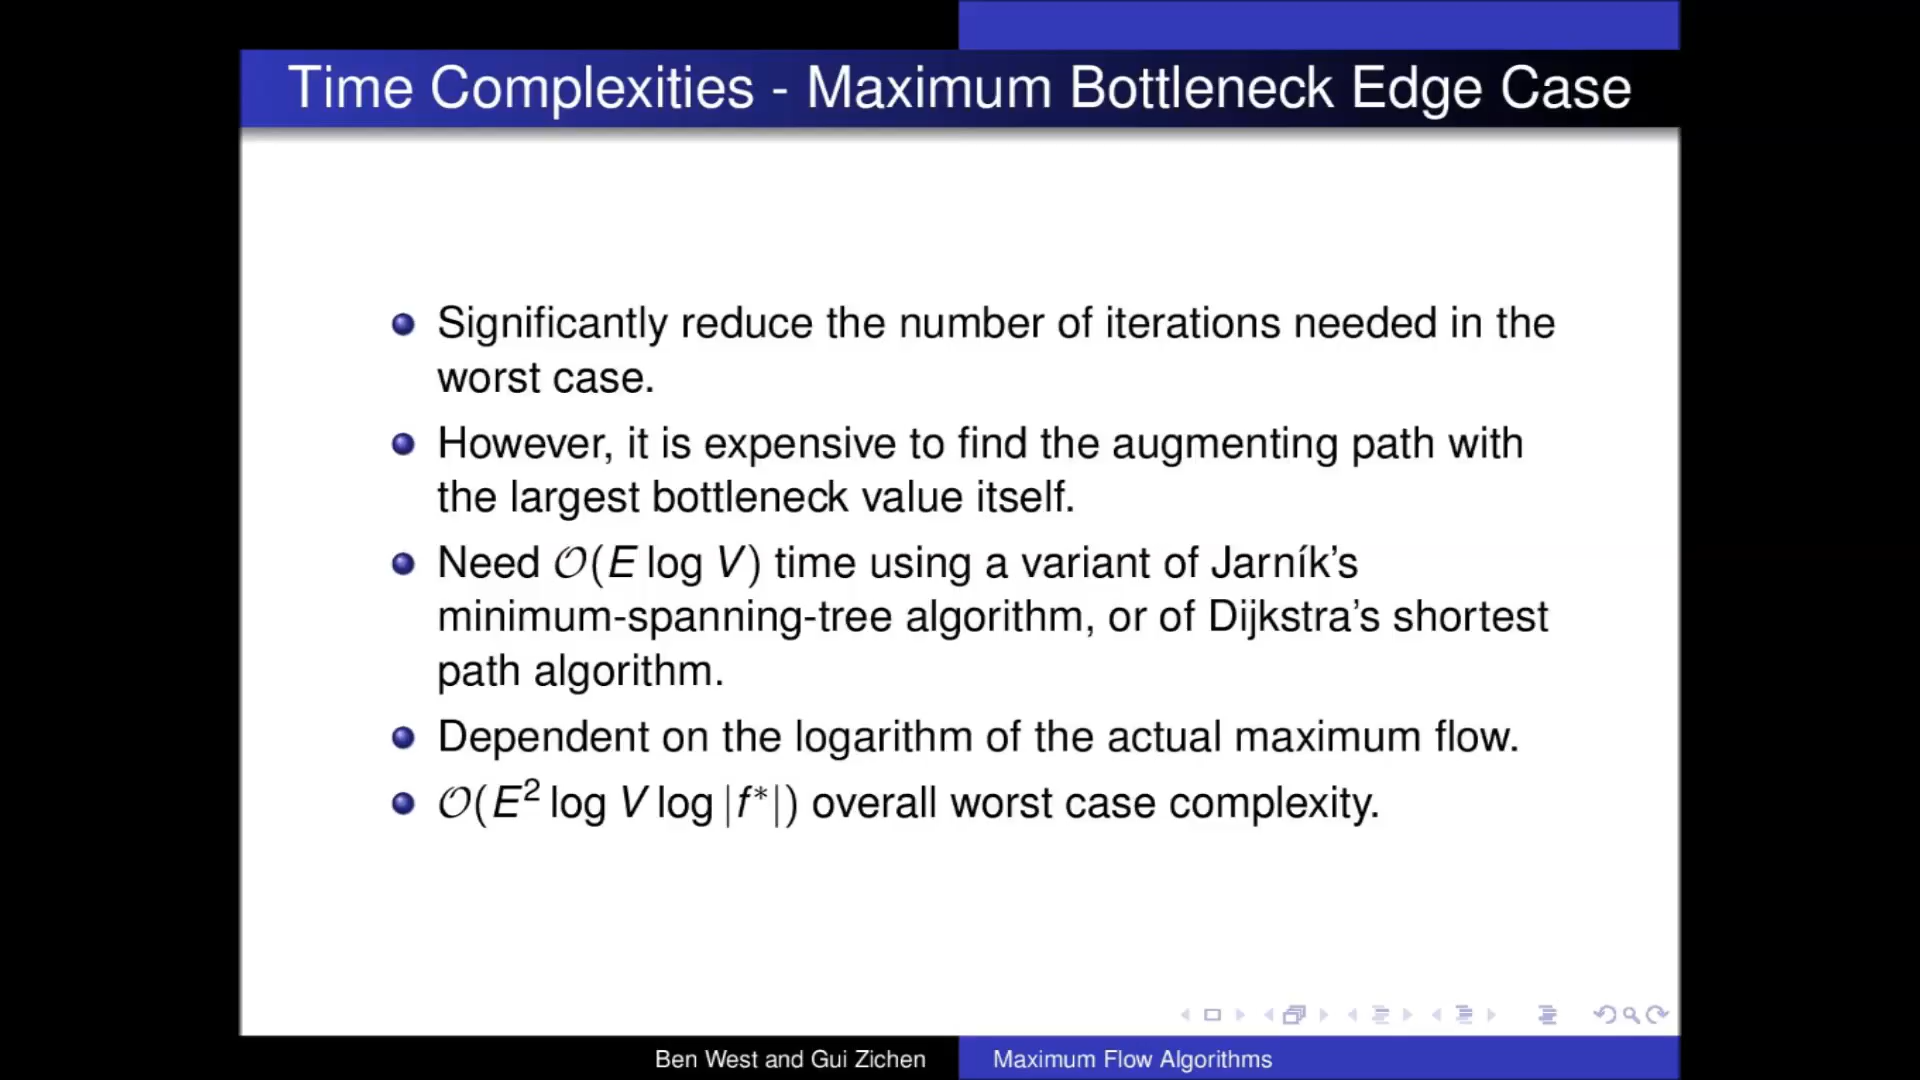 Time Complexities - Maximum Bottleneck Edge Case
Significantly reduce the number of iterations needed in the
worst case.
However, it is expensive to find the augmenting path with
the largest bottleneck value itself.
Need 𝒪(E log V) time using a variant of Jarník's
minimum-spanning-tree algorithm, or of Dijkstra's shortest
path algorithm.
Dependent on the logarithm of the actual maximum flow.
𝒪(E² log V log |f*|) overall worst case complexity.
Ben West and Gui Zichen
Maximum Flow Algorithms